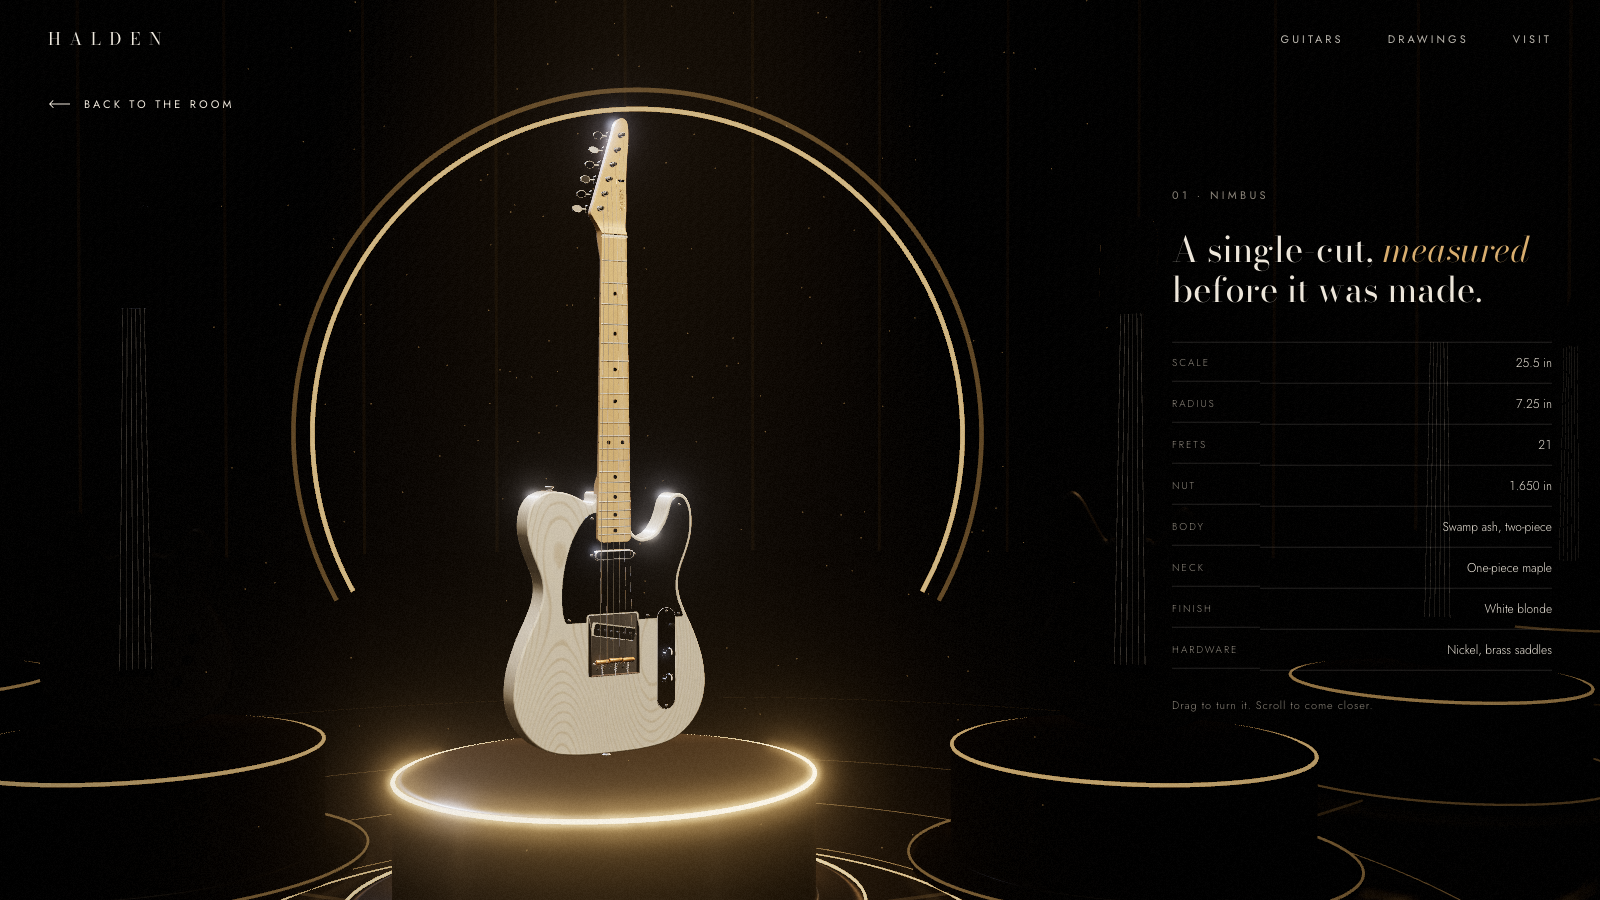 HALDEN
GUITARS DRAWINGS VISIT
BACK TO THE ROOM
01 · NIMBUS
A single-cut, measured
before it was made.
SCALE 25.5 in
RADIUS 7.25 in
FRETS 21
NUT 1.650 in
BODY Swamp ash, two-piece
NECK One-piece maple
FINISH White blonde
HARDWARE Nickel, brass saddles
Drag to turn it. Scroll to come closer.